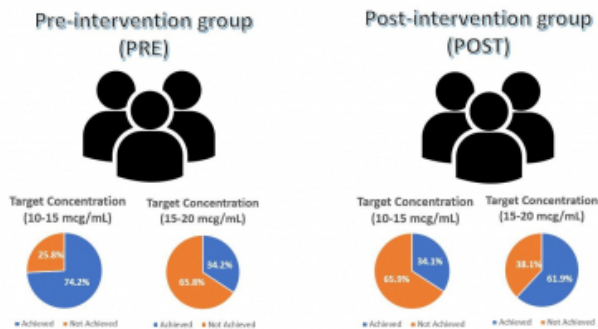 Pre-intervention group
(PRE)
Post-intervention group
(POST)
Target Concentration
(10-15 mcg/mL)
25.8%
74.2%
Achieved Not Achieved
Target Concentration
(15-20 mcg/mL)
34.2%
65.8%
Achieved Not Achieved
Target Concentration
(10-15 mcg/mL)
34.1%
65.9%
Achieved Not Achieved
Target Concentration
(15-20 mcg/mL)
38.1%
61.9%
Achieved Not Achieved